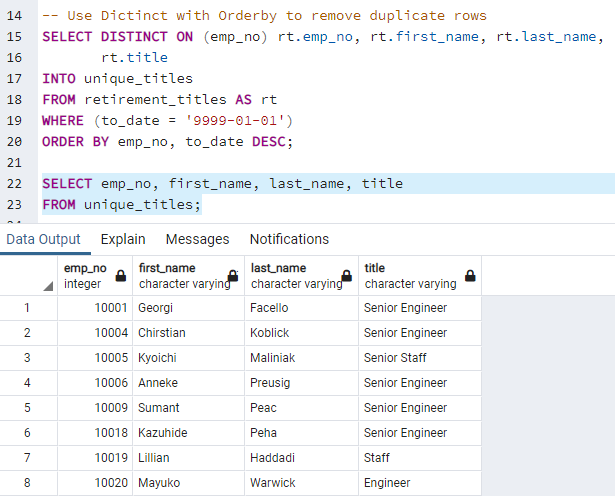 14 -- Use Dictinct with Orderby to remove duplicate rows
15 SELECT DISTINCT ON (emp_no) rt.emp_no, rt.first_name, rt.last_name,
16 rt.title
17 INTO unique_titles
18 FROM retirement_titles AS rt
19 WHERE (to_date = '9999-01-01')
20 ORDER BY emp_no, to_date DESC;
21
22 SELECT emp_no, first_name, last_name, title
23 FROM unique_titles;
Data Output Explain Messages Notifications
emp_no first_name last_name title
integer character varying character varying character varying
1 10001 Georgi Facello Senior Engineer
2 10004 Chirstian Koblick Senior Engineer
3 10005 Kyoichi Maliniak Senior Staff
4 10006 Anneke Preusig Senior Engineer
5 10009 Sumant Peac Senior Engineer
6 10018 Kazuhide Peha Senior Engineer
7 10019 Lillian Haddadi Staff
8 10020 Mayuko Warwick Engineer